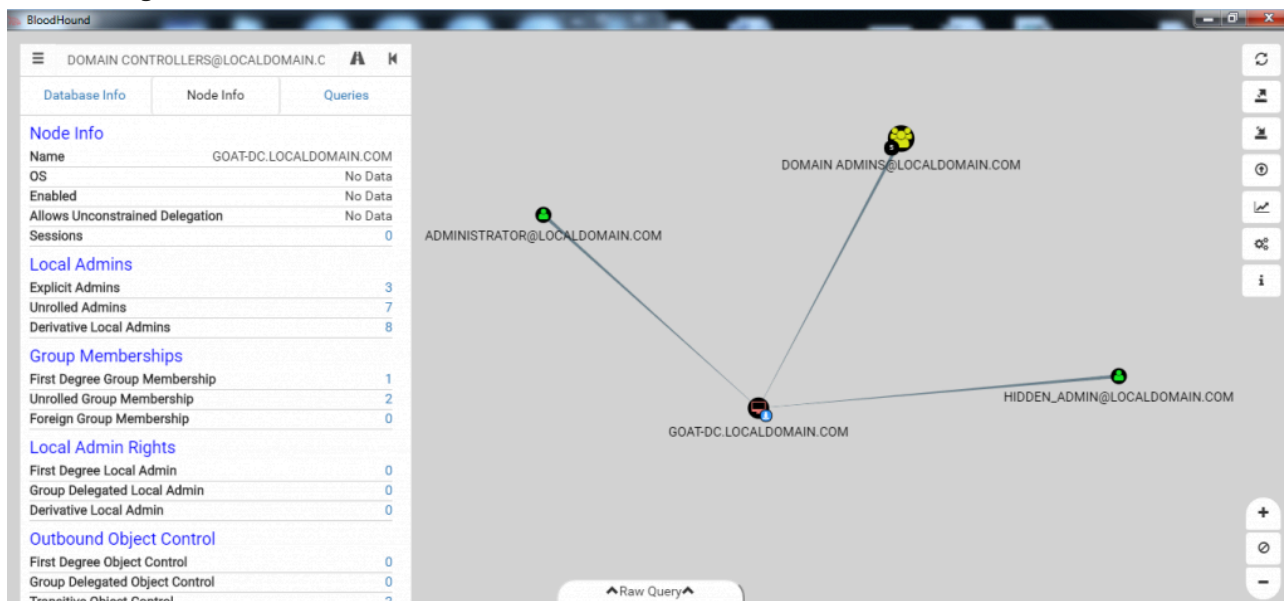 BloodHound
DOMAIN CONTROLLERS@LOCALDOMAIN.C
Database Info Node Info Queries
Node Info
Name GOAT-DC.LOCALDOMAIN.COM
OS No Data
Enabled No Data
Allows Unconstrained Delegation No Data
Sessions 0
Local Admins
Explicit Admins 3
Unrolled Admins 7
Derivative Local Admins 8
Group Memberships
First Degree Group Membership 1
Unrolled Group Membership 2
Foreign Group Membership 0
Local Admin Rights
First Degree Local Admin 0
Group Delegated Local Admin 0
Derivative Local Admin 0
Outbound Object Control
First Degree Object Control 0
Group Delegated Object Control 0
Transitive Object Control
DOMAIN ADMINS@LOCALDOMAIN.COM
ADMINISTRATOR@LOCALDOMAIN.COM
HIDDEN_ADMIN@LOCALDOMAIN.COM
GOAT-DC.LOCALDOMAIN.COM
Raw Query